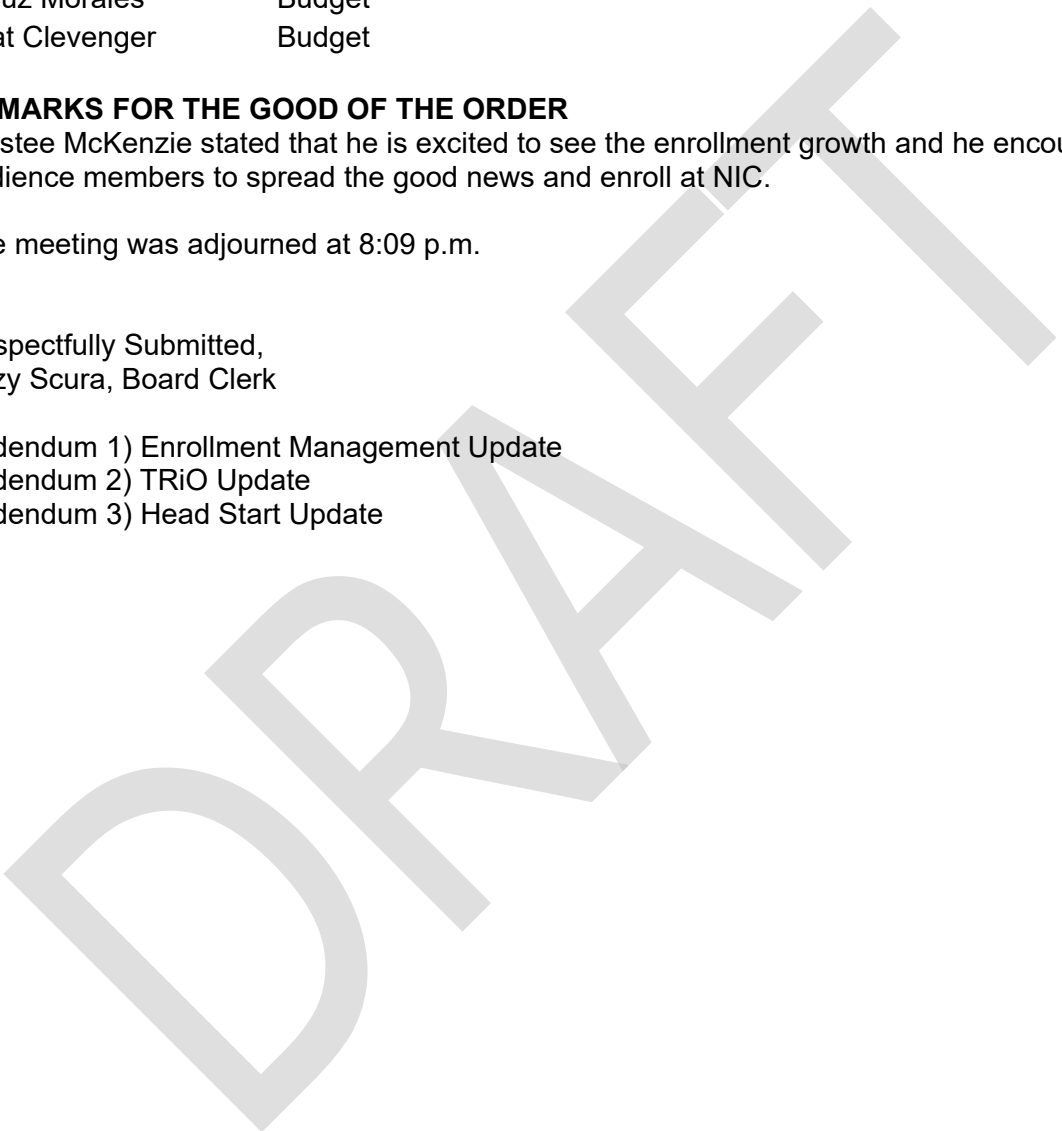 uz Morales Budget
at Clevenger Budget
MARKS FOR THE GOOD OF THE ORDER
stee McKenzie stated that he is excited to see the enrollment growth and he encou
dience members to spread the good news and enroll at NIC.
e meeting was adjourned at 8:09 p.m.
spectfully Submitted,
zy Scura, Board Clerk
dendum 1) Enrollment Management Update
dendum 2) TRiO Update
dendum 3) Head Start Update
DRAFT